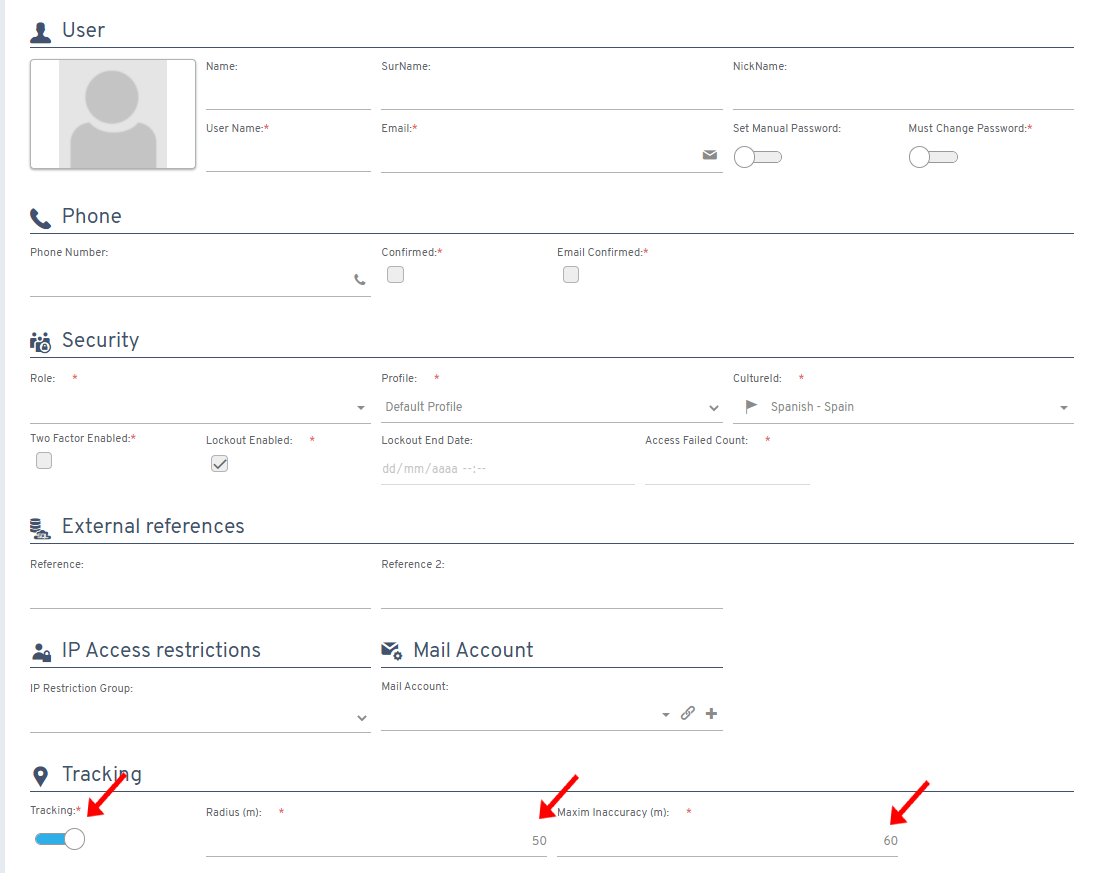 User
Name: SurName: NickName:
User Name:* Email:* Set Manual Password: Must Change Password:*
Phone
Phone Number: Confirmed:* Email Confirmed:*
Security
Role: * Profile: * CultureId: *
Default Profile Spanish - Spain
Two Factor Enabled:* Lockout Enabled: * Lockout End Date: Access Failed Count: *
dd/mm/aaaa --:--
External references
Reference: Reference 2:
IP Access restrictions Mail Account
IP Restriction Group: Mail Account:
Tracking
Tracking:* Radius (m): * Maxim Inaccuracy (m): *
50 60